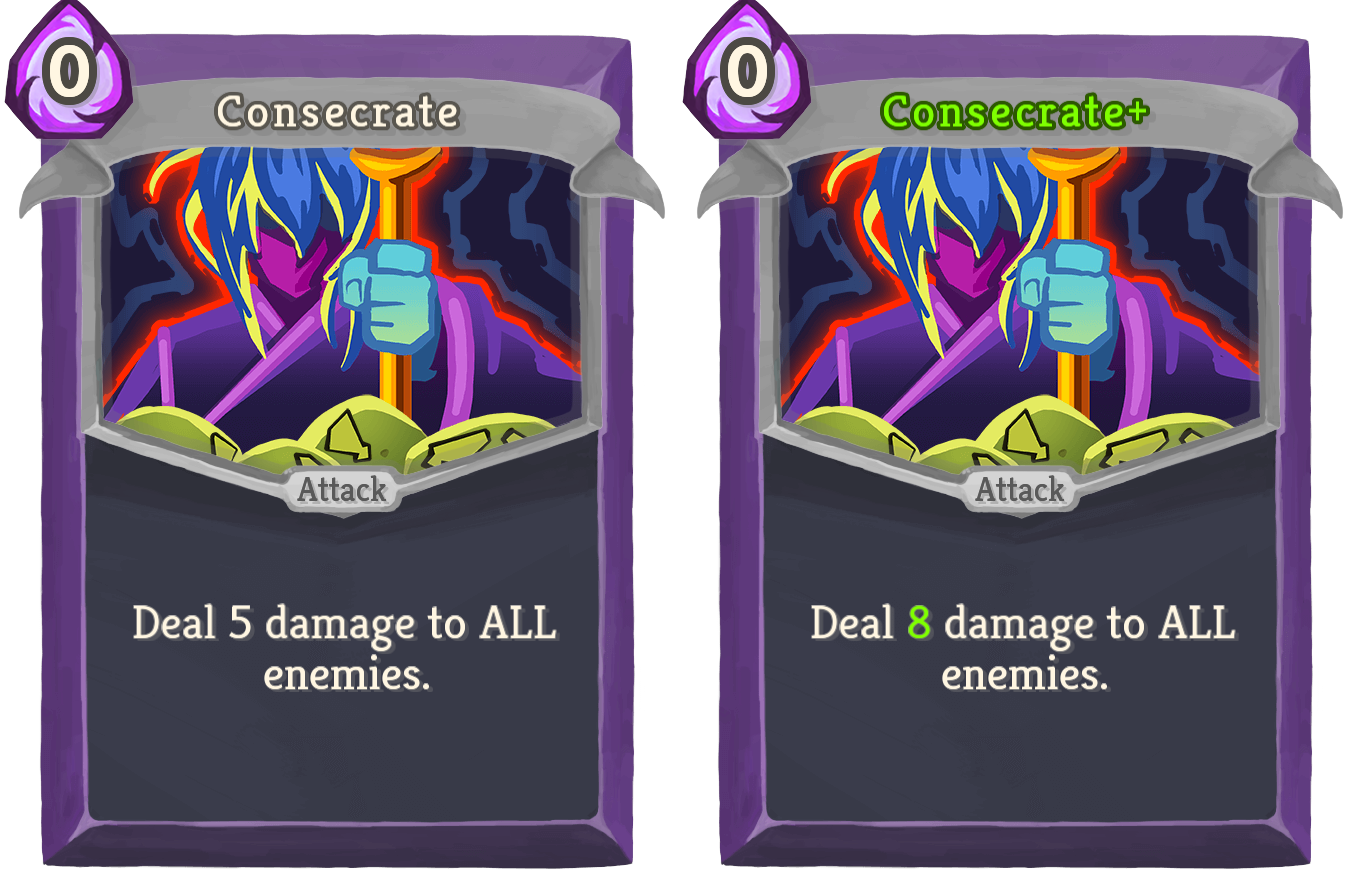 0
Consecrate
Attack
Deal 5 damage to ALL
enemies.
0
Consecrate+
Attack
Deal 8 damage to ALL
enemies.